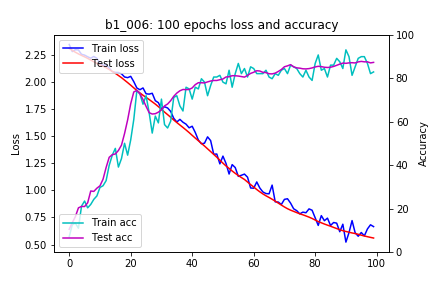 b1_006: 100 epochs loss and accuracy
Train loss
Test loss
Train acc
Test acc
Loss
2.25
2.00
1.75
1.50
1.25
1.00
0.75
0.50
Accuracy
100
80
60
40
20
0
0 20 40 60 80 100